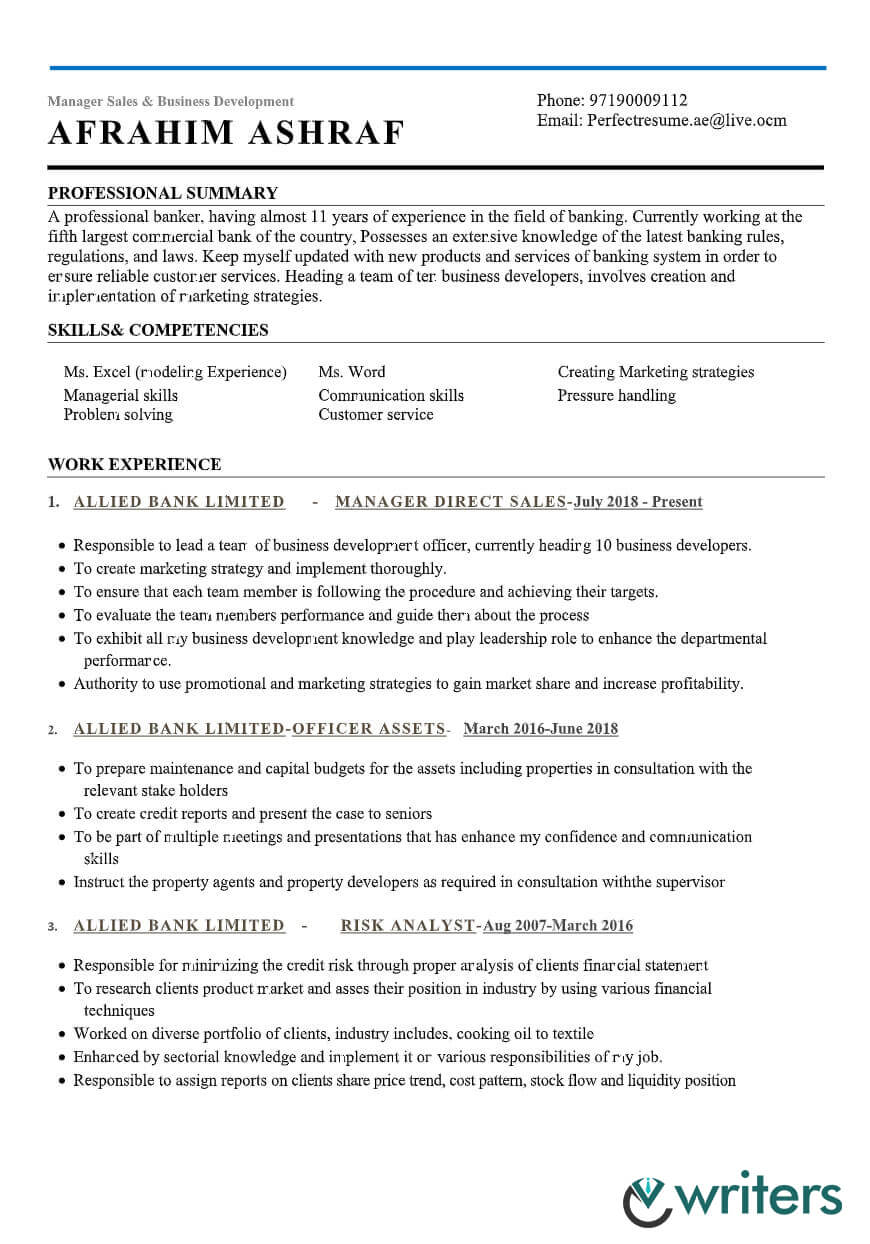 Manager Sales & Business Development
AFRAHIM ASHRAF
Phone: 97190009112
Email: Perfectresume.ae@live.ocm
PROFESSIONAL SUMMARY
A professional banker, having almost 11 years of experience in the field of banking. Currently working at the
fifth largest commercial bank of the country, Possesses an extensive knowledge of the latest banking rules,
regulations, and laws. Keep myself updated with new products and services of banking system in order to
ensure reliable customer services. Heading a team of ten business developers, involves creation and
implementation of marketing strategies.
SKILLS& COMPETENCIES
Ms. Excel (modeling Experience) Ms. Word Creating Marketing strategies
Managerial skills Communication skills Pressure handling
Problem solving Customer service
WORK EXPERIENCE
1. ALLIED BANK LIMITED - MANAGER DIRECT SALES-July 2018 - Present
• Responsible to lead a team of business development officer, currently heading 10 business developers.
• To create marketing strategy and implement thoroughly.
• To ensure that each team member is following the procedure and achieving their targets.
• To evaluate the team members performance and guide them about the process
• To exhibit all my business development knowledge and play leadership role to enhance the departmental
performance.
• Authority to use promotional and marketing strategies to gain market share and increase profitability.
2. ALLIED BANK LIMITED-OFFICER ASSETS- March 2016-June 2018
• To prepare maintenance and capital budgets for the assets including properties in consultation with the
relevant stake holders
• To create credit reports and present the case to seniors
• To be part of multiple meetings and presentations that has enhance my confidence and communication
skills
• Instruct the property agents and property developers as required in consultation withthe supervisor
3. ALLIED BANK LIMITED - RISK ANALYST-Aug 2007-March 2016
• Responsible for minimizing the credit risk through proper analysis of clients financial statement
• To research clients product market and asses their position in industry by using various financial
techniques
• Worked on diverse portfolio of clients, industry includes, cooking oil to textile
• Enhanced by sectorial knowledge and implement it on various responsibilities of my job.
• Responsible to assign reports on clients share price trend, cost pattern, stock flow and liquidity position
writers